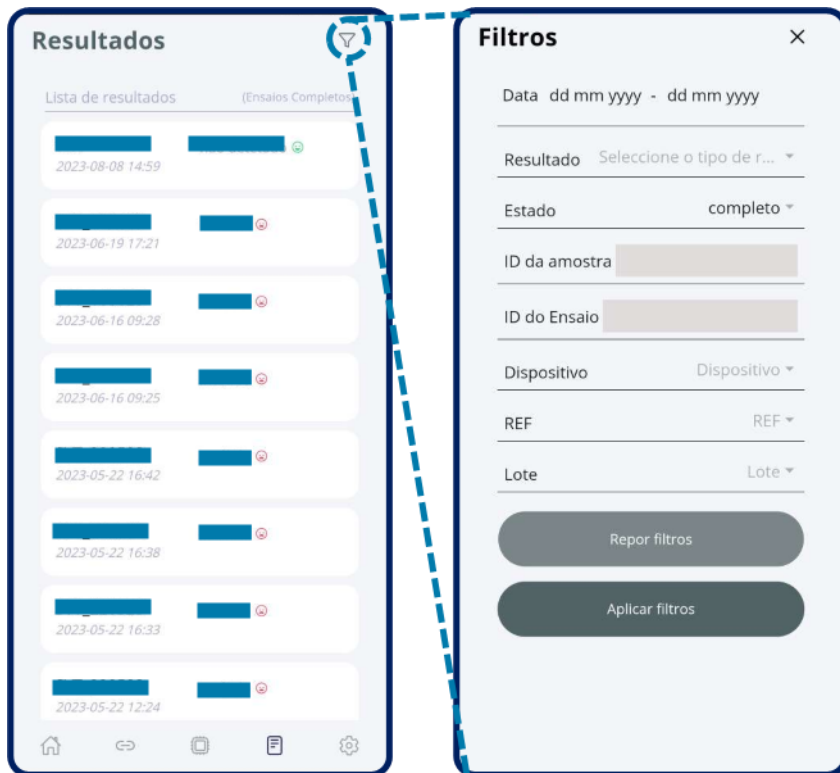 Resultados
Lista de resultados (Ensaios Completos)
2023-08-08 14:59
2023-06-19 17:21
2023-06-16 09:28
2023-06-16 09:25
2023-05-22 16:42
2023-05-22 16:38
2023-05-22 16:33
2023-05-22 12:24
Filtros
Data dd mm yyyy - dd mm yyyy
Resultado Seleccione o tipo de r...
Estado completo
ID da amostra
ID do Ensaio
Dispositivo Dispositivo
REF REF
Lote Lote
Repor filtros
Aplicar filtros